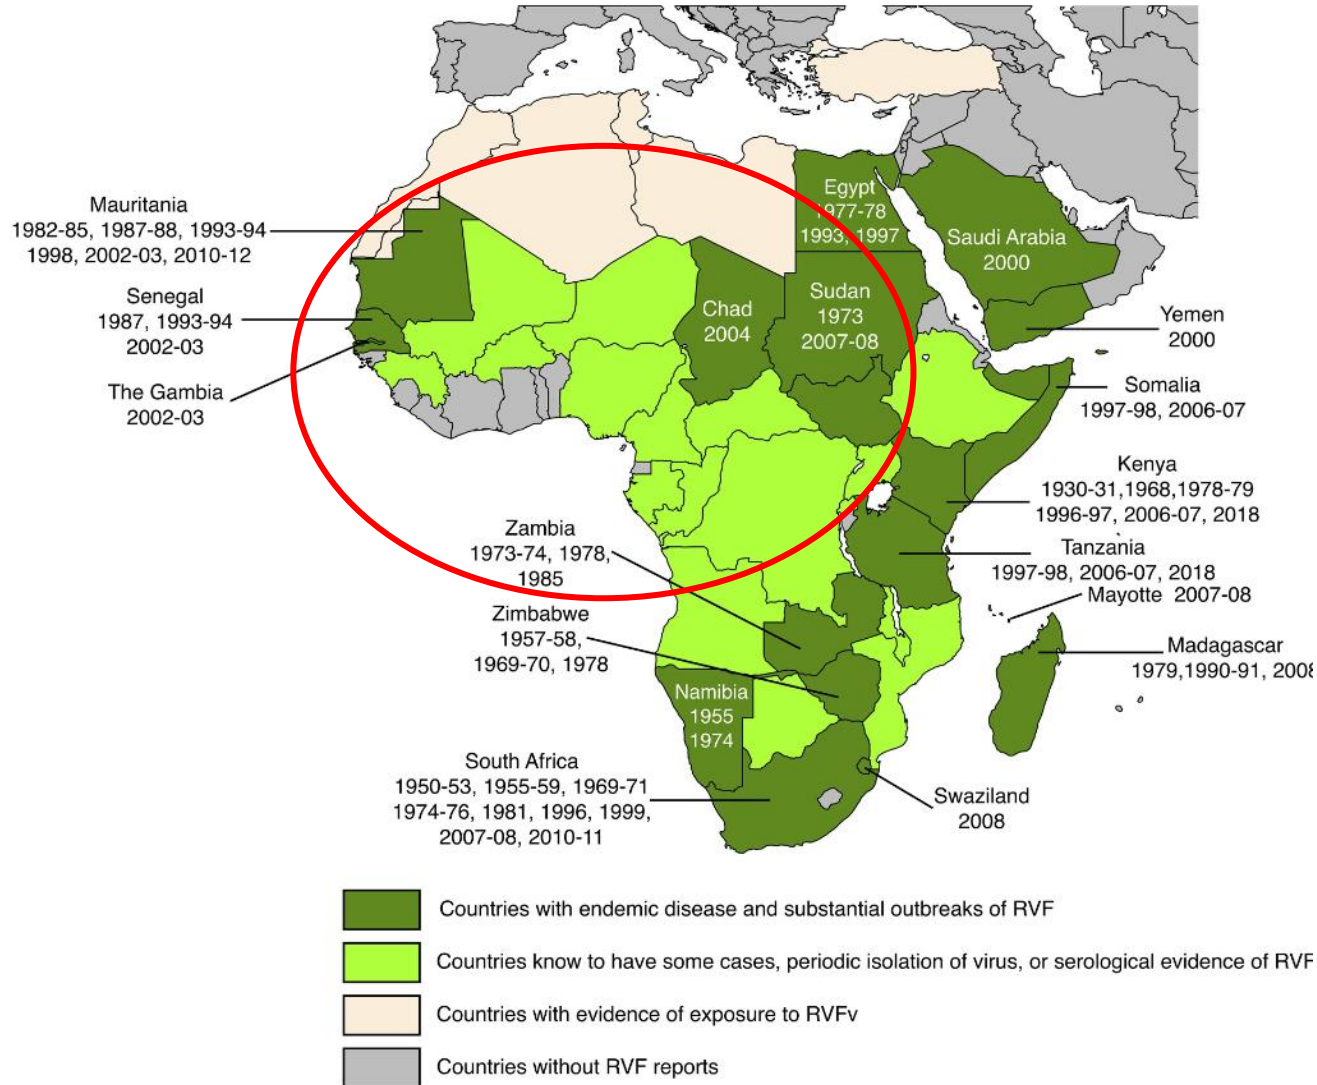 Mauritania
1982-85, 1987-88, 1993-94
1998, 2002-03, 2010-12
Senegal
1987, 1993-94
2002-03
The Gambia
2002-03
Egypt
1977-78
1993, 1997
Saudi Arabia
2000
Chad
2004
Sudan
1973
2007-08
Yemen
2000
Somalia
1997-98, 2006-07
Kenya
1930-31,1968,1978-79
1996-97, 2006-07, 2018
Tanzania
1997-98, 2006-07, 2018
Mayotte 2007-08
Madagascar
1979,1990-91, 2008
Zambia
1973-74, 1978,
1985
Zimbabwe
1957-58,
1969-70, 1978
Namibia
1955
1974
South Africa
1950-53, 1955-59, 1969-71
1974-76, 1981, 1996, 1999,
2007-08, 2010-11
Swaziland
2008
Countries with endemic disease and substantial outbreaks of RVF
Countries know to have some cases, periodic isolation of virus, or serological evidence of RVF
Countries with evidence of exposure to RVFv
Countries without RVF reports